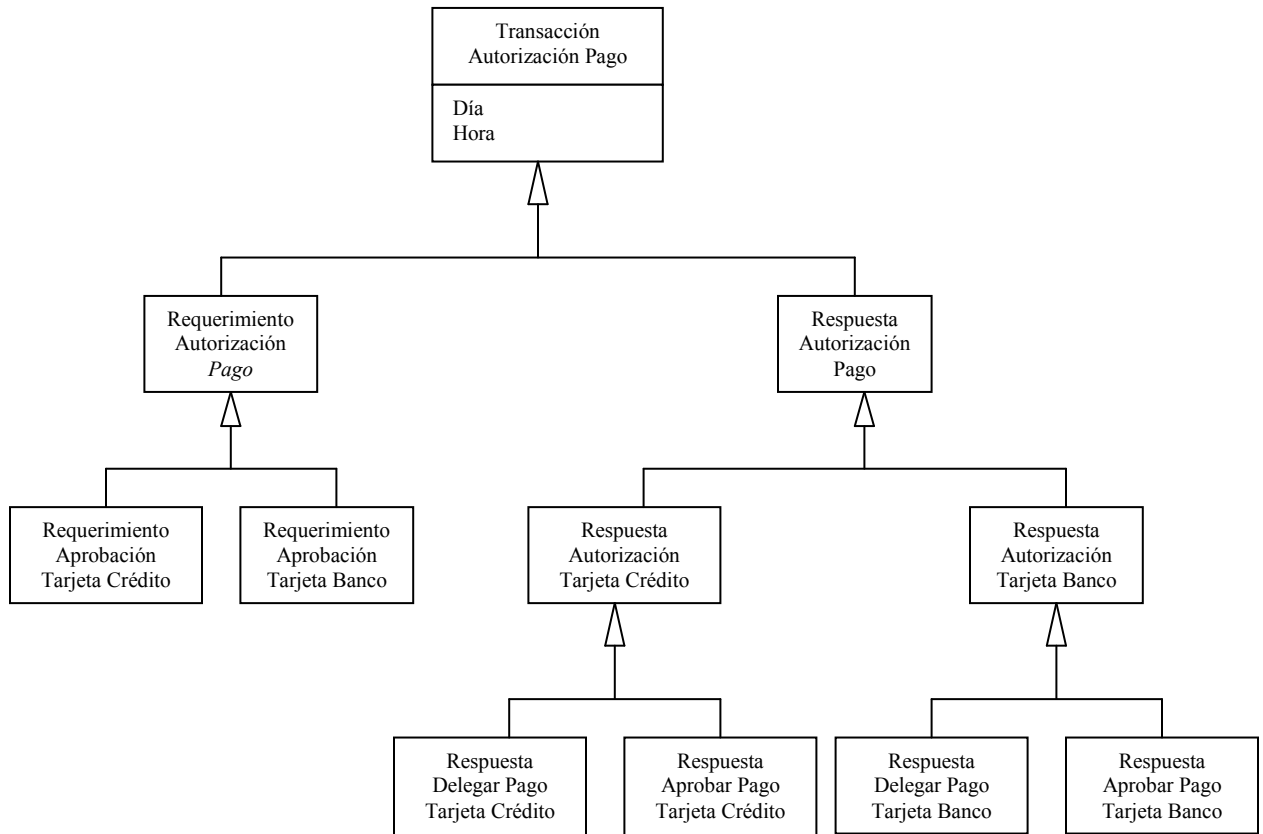 Transacción
Autorización Pago
Día
Hora
Requerimiento
Autorización
Pago
Respuesta
Autorización
Pago
Requerimiento
Aprobación
Tarjeta Crédito
Requerimiento
Aprobación
Tarjeta Banco
Respuesta
Autorización
Tarjeta Crédito
Respuesta
Autorización
Tarjeta Banco
Respuesta
Delegar Pago
Tarjeta Crédito
Respuesta
Aprobar Pago
Tarjeta Crédito
Respuesta
Delegar Pago
Tarjeta Banco
Respuesta
Aprobar Pago
Tarjeta Banco